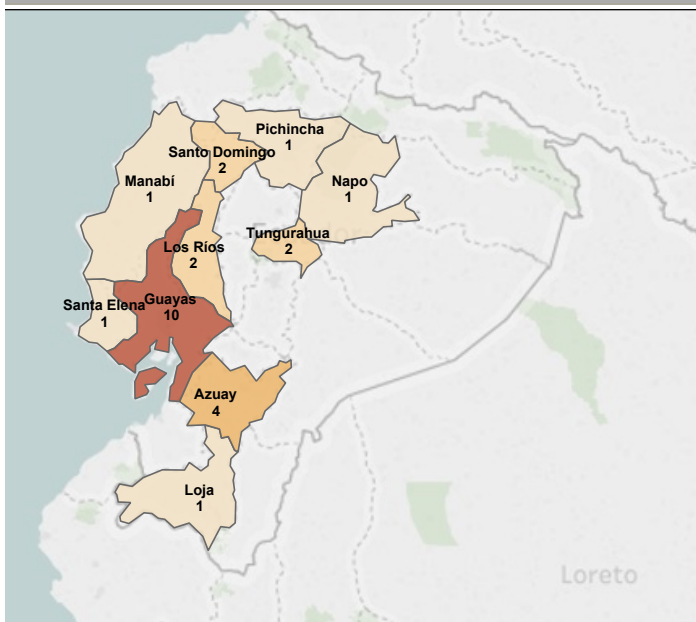 Pichincha
1
Santo Domingo
2
Manabí
1
Napo
1
Tungurahua
2
Los Ríos
2
Santa Elena
1
Guayas
10
Azuay
4
Loja
1
Loreto